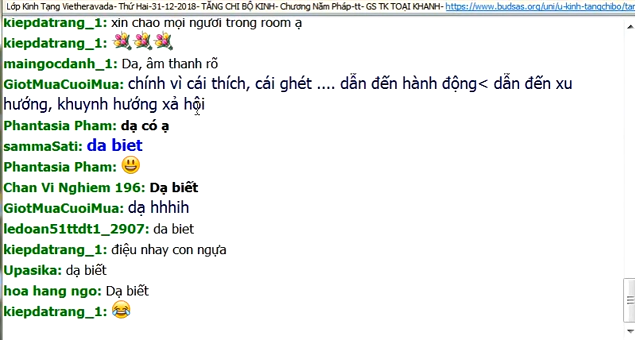 Lớp Kinh Tạng Vietheravada- Thứ Hai-31-12-2018- TĂNG CHI BỘ KINH- Chương Năm Pháp-tt- GS TK TOẠI KHANH- https://www.budsas.org/uni/u-kinh-tangchibo/tan
kiepdatrang_1: xin chào mọi người trong room ạ
kiepdatrang_1:
maingocdanh_1: Da, âm thanh rõ
GiotMuaCuoiMua: chính vì cái thích, cái ghét .... dẫn đến hành động< dẫn đến xu
hướng, khuynh hướng xả hội
Phantasia Pham: dạ có ạ
sammaSati: da biet
Phantasia Pham: 😃
Chan Vi Nghiem 196: Dạ biết
GiotMuaCuoiMua: dạ hhhih
ledoan51ttdt1_2907: da biet
kiepdatrang_1: điệu nhay con ngựa
Upasika: dạ biết
hoa hang ngo: Dạ biết
kiepdatrang_1: 😂